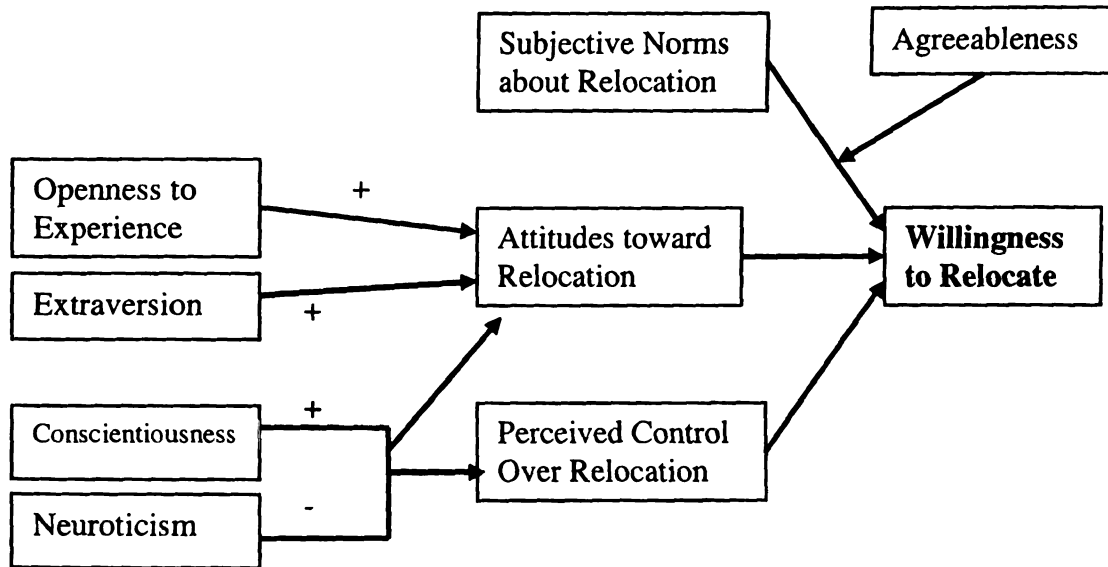 Subjective Norms
about Relocation
Agreeableness
Openness to
Experience
+
Attitudes toward
Relocation
Willingness
to Relocate
Extraversion
+
Conscientiousness
+
Perceived Control
Over Relocation
Neuroticism
-